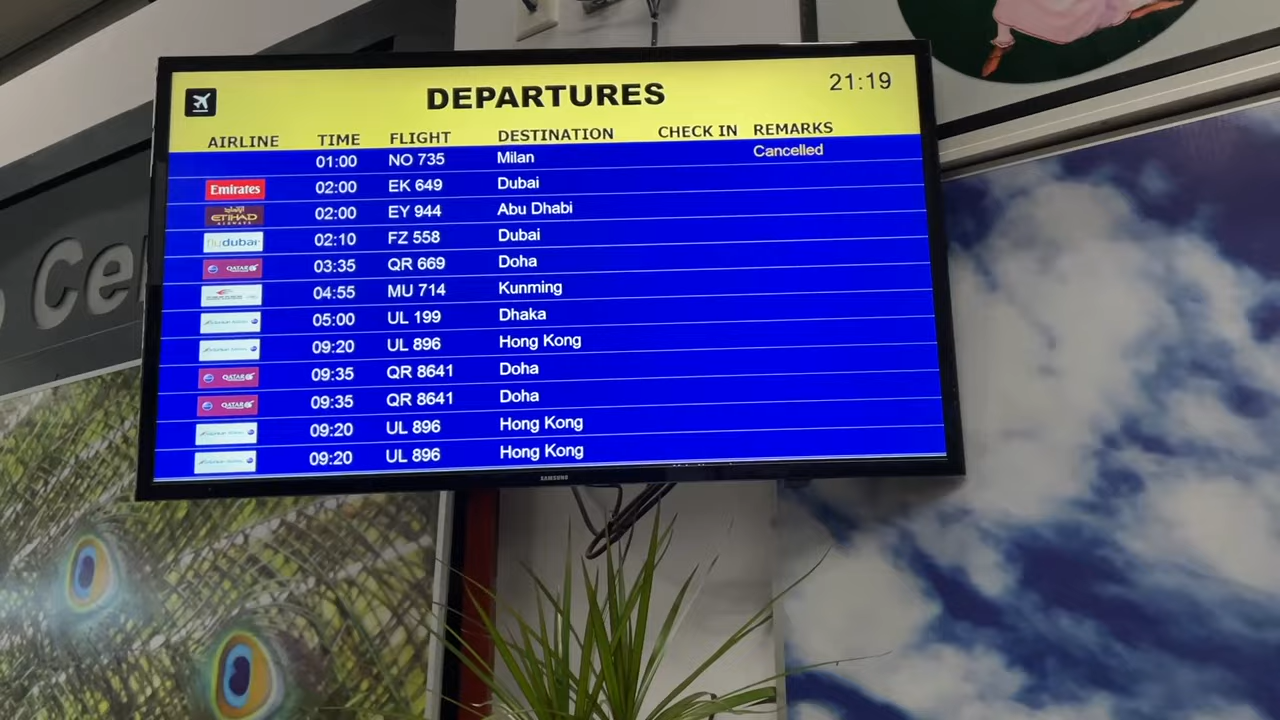 DEPARTURES 21:19
AIRLINE TIME FLIGHT DESTINATION CHECK IN REMARKS
01:00 NO 735 Milan Cancelled
Emirates 02:00 EK 649 Dubai
ETIHAD AIRWAYS 02:00 EY 944 Abu Dhabi
flydubai 02:10 FZ 558 Dubai
QATAR 03:35 QR 669 Doha
04:55 MU 714 Kunming
05:00 UL 199 Dhaka
09:20 UL 896 Hong Kong
QATAR 09:35 QR 8641 Doha
QATAR 09:35 QR 8641 Doha
09:20 UL 896 Hong Kong
09:20 UL 896 Hong Kong
SAMSUNG
Cel